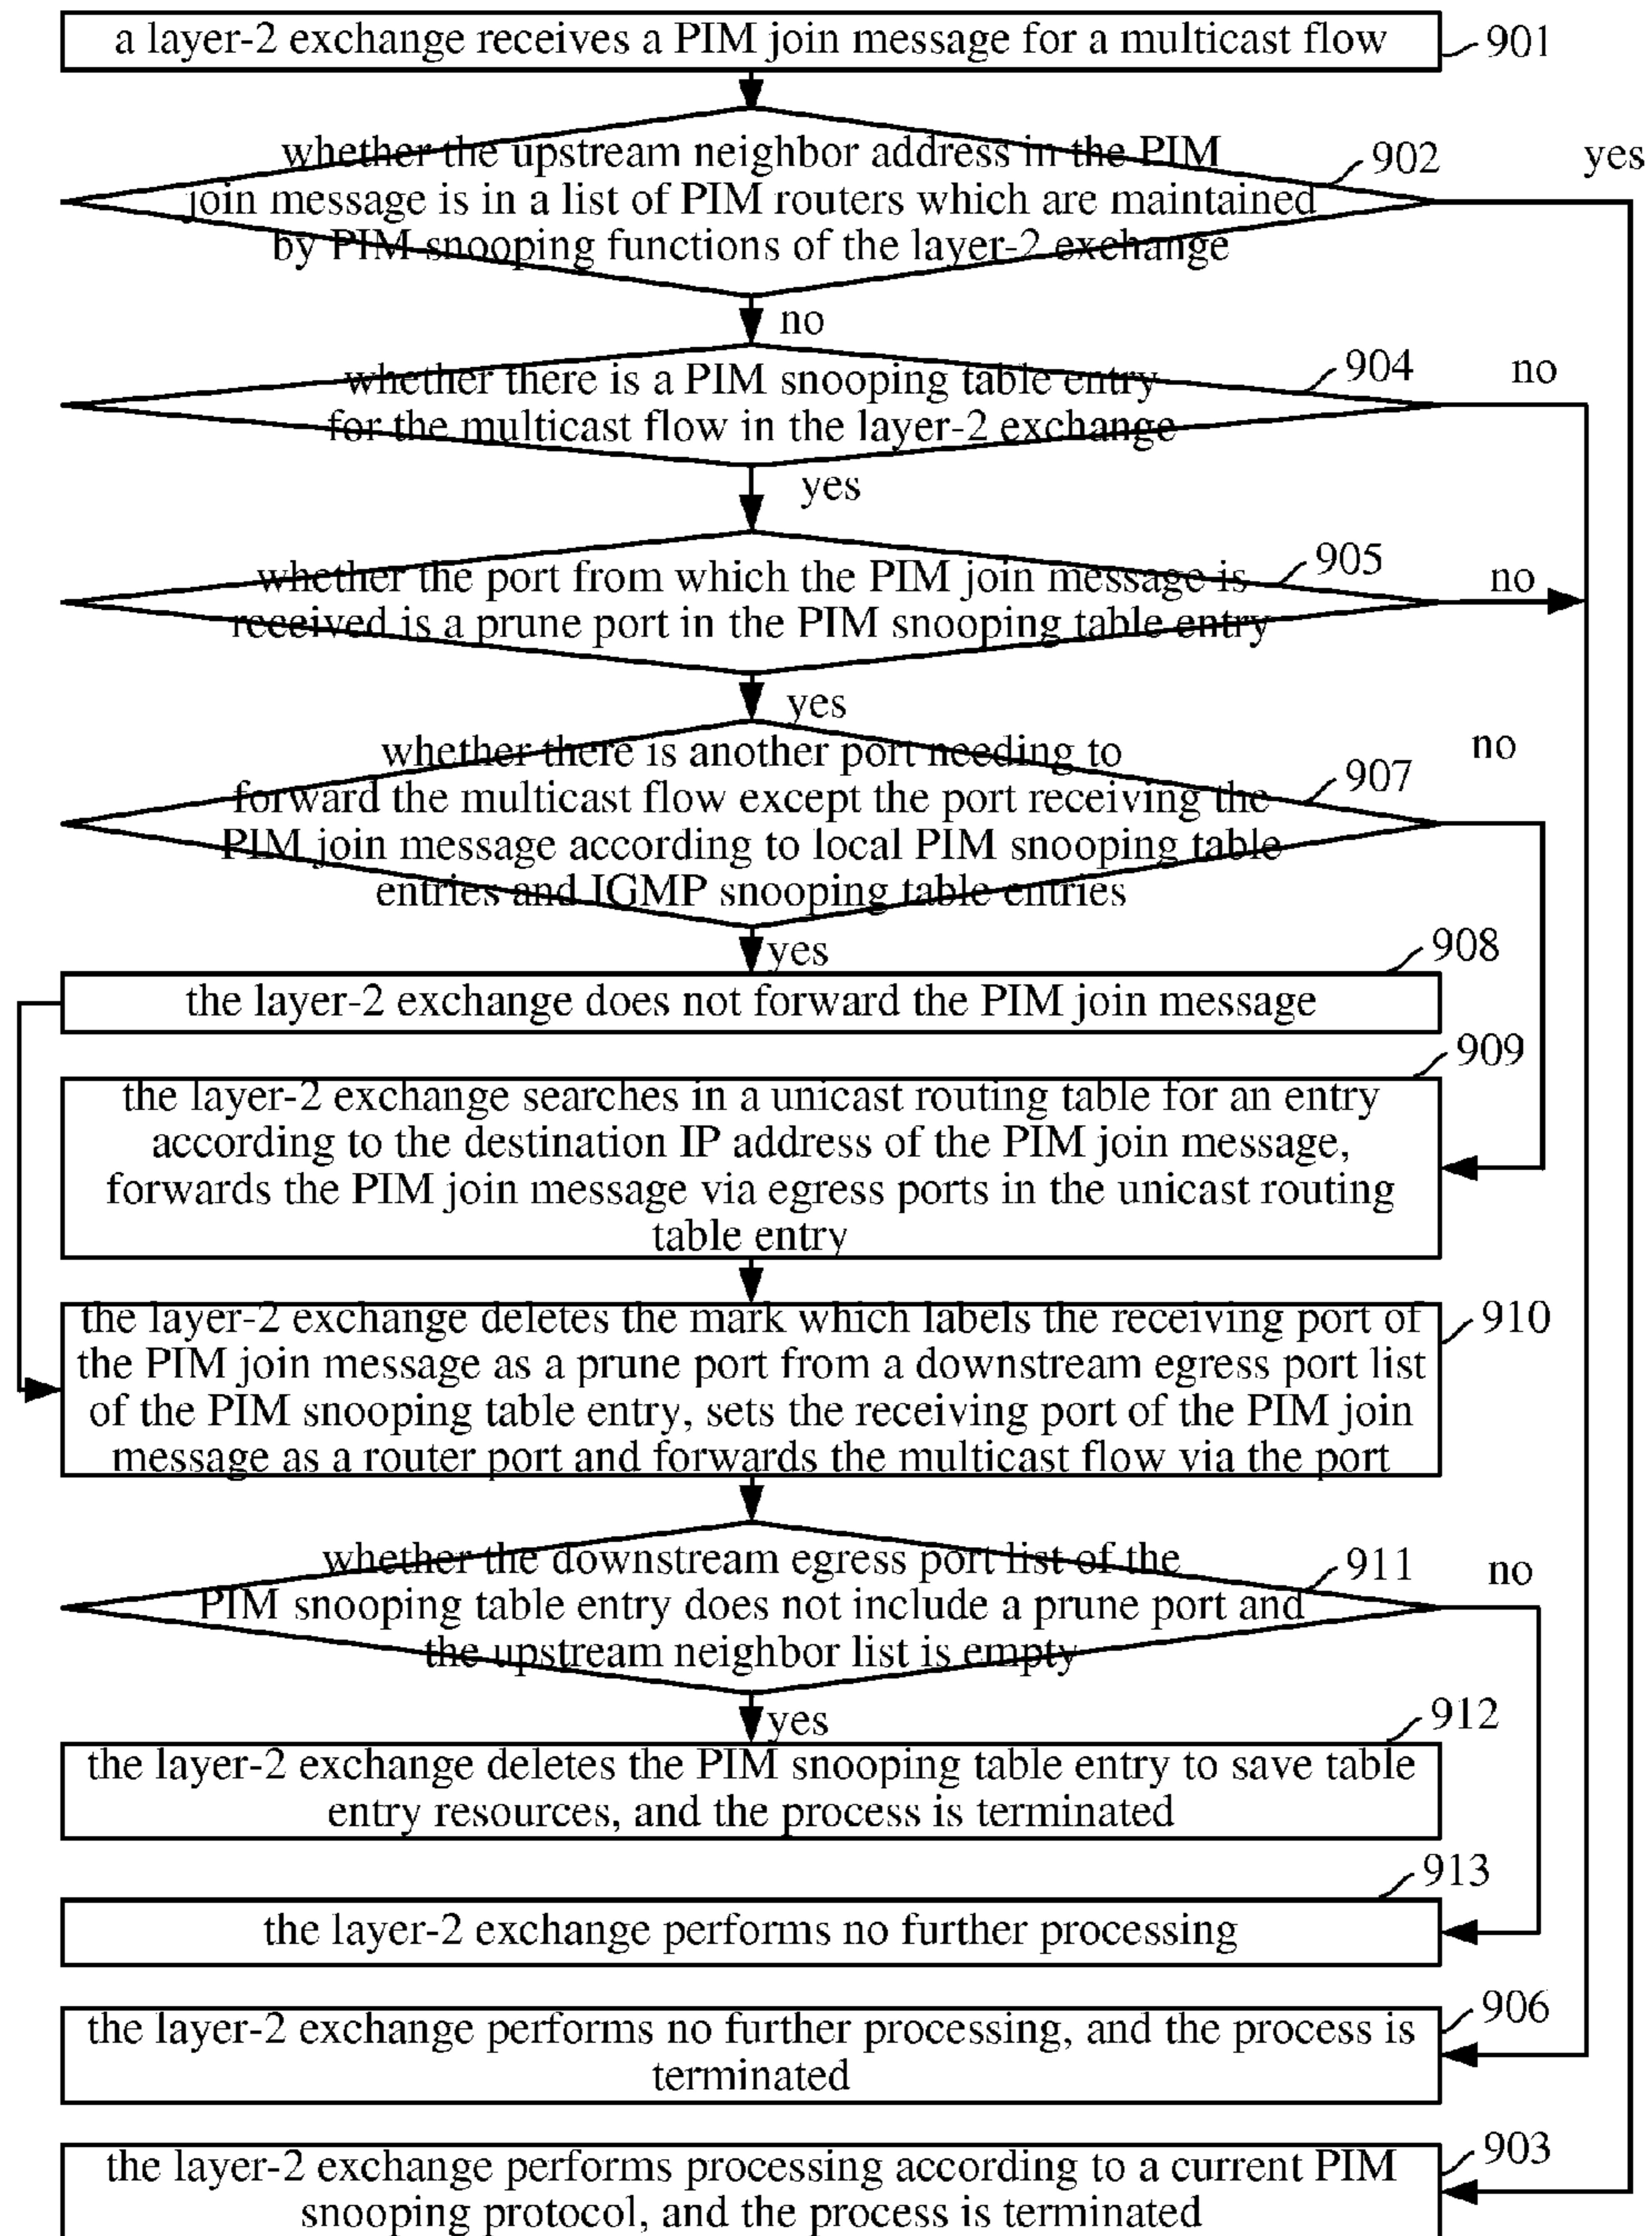 a layer-2 exchange receives a PIM join message for a multicast flow
901
whether the upstream neighbor address in the PIM
join message is in a list of PIM routers which are maintained
by PIM snooping functions of the layer-2 exchange
902
yes
no
whether there is a PIM snooping table entry
for the multicast flow in the layer-2 exchange
904
no
yes
whether the port from which the PIM join message is
received is a prune port in the PIM snooping table entry
905
no
yes
whether there is another port needing to
forward the multicast flow except the port receiving the
PIM join message according to local PIM snooping table
entries and IGMP snooping table entries
907
no
yes
908
the layer-2 exchange does not forward the PIM join message
909
the layer-2 exchange searches in a unicast routing table for an entry
according to the destination IP address of the PIM join message,
forwards the PIM join message via egress ports in the unicast routing
table entry
the layer-2 exchange deletes the mark which labels the receiving port of
the PIM join message as a prune port from a downstream egress port list
of the PIM snooping table entry, sets the receiving port of the PIM join
message as a router port and forwards the multicast flow via the port
910
whether the downstream egress port list of the
PIM snooping table entry does not include a prune port and
the upstream neighbor list is empty
911
no
yes
912
the layer-2 exchange deletes the PIM snooping table entry to save table
entry resources, and the process is terminated
913
the layer-2 exchange performs no further processing
the layer-2 exchange performs no further processing, and the process is
terminated
906
the layer-2 exchange performs processing according to a current PIM
snooping protocol, and the process is terminated
903